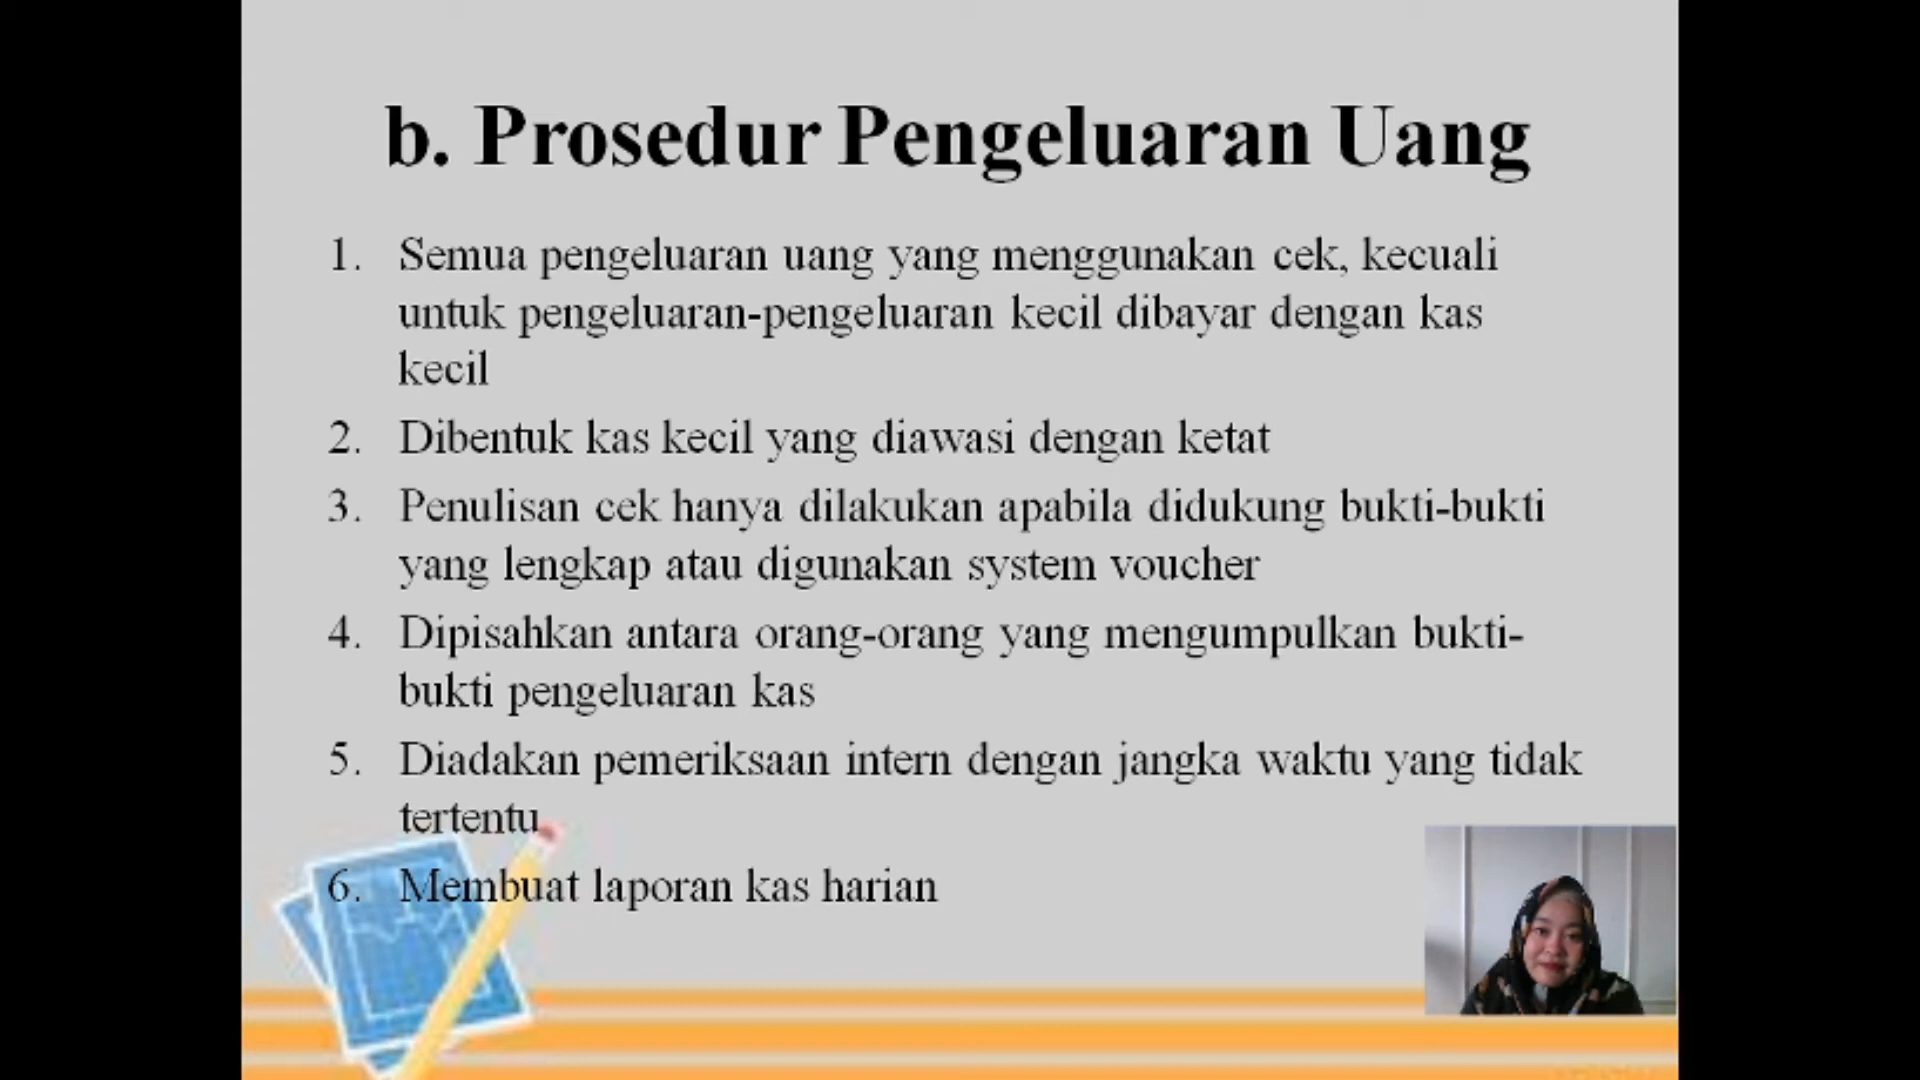 b. Prosedur Pengeluaran Uang
1. Semua pengeluaran uang yang menggunakan cek, kecuali
untuk pengeluaran-pengeluaran kecil dibayar dengan kas
kecil
2. Dibentuk kas kecil yang diawasi dengan ketat
3. Penulisan cek hanya dilakukan apabila didukung bukti-bukti
yang lengkap atau digunakan system voucher
4. Dipisahkan antara orang-orang yang mengumpulkan bukti-
bukti pengeluaran kas
5. Diadakan pemeriksaan intern dengan jangka waktu yang tidak
tertentu
6. Membuat laporan kas harian